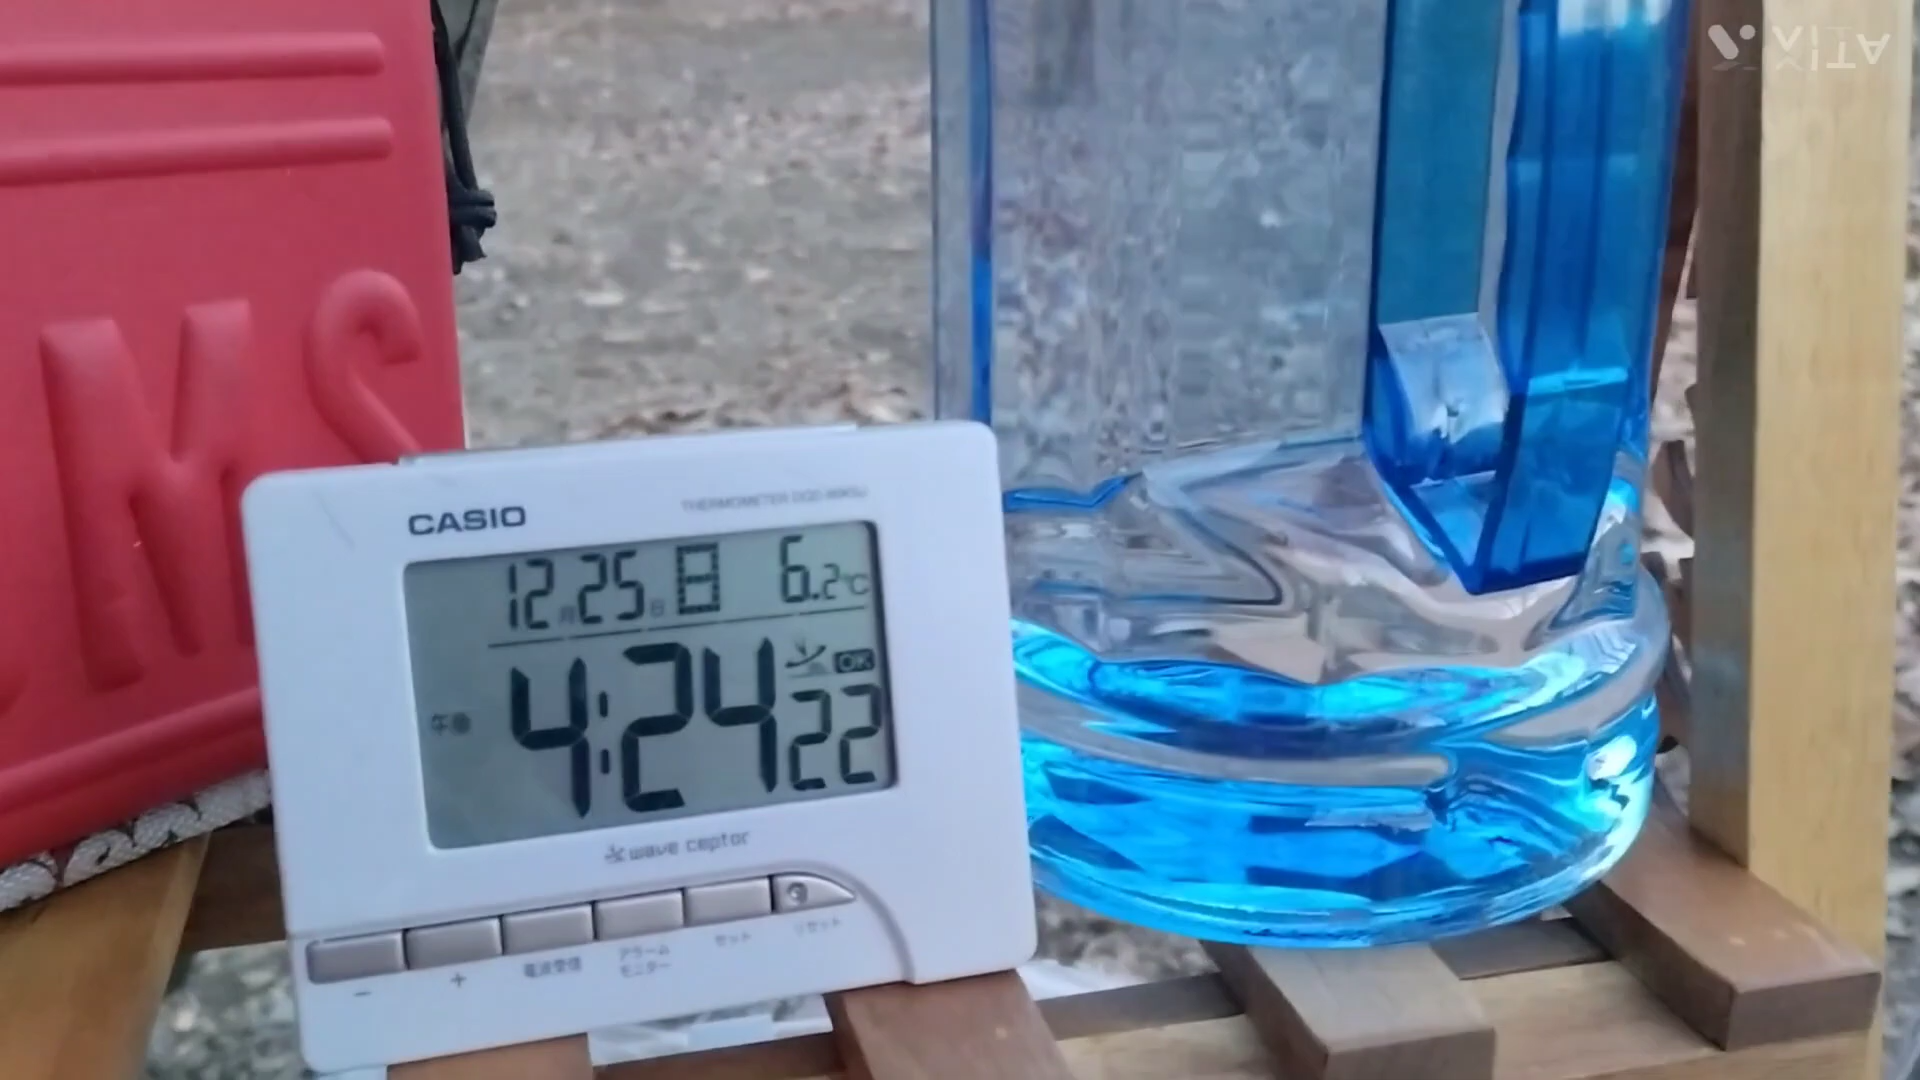 MS
CASIO
THERMOMETER
12月25日 日 6.2℃
午後 4:24 22
OK
wave ceptor
− + 電波受信 アラームモニター セット リセット
VITA